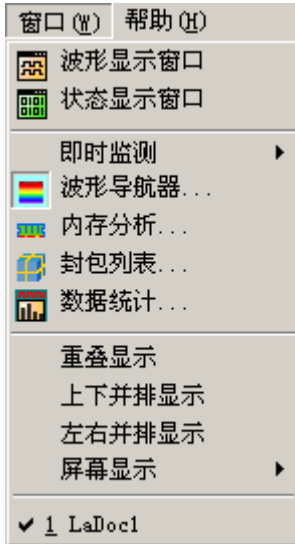 窗口(W) 帮助(H)
波形显示窗口
状态显示窗口
即时监测
波形导航器...
内存分析...
封包列表...
数据统计...
重叠显示
上下并排显示
左右并排显示
屏幕显示
1 LaDoc1